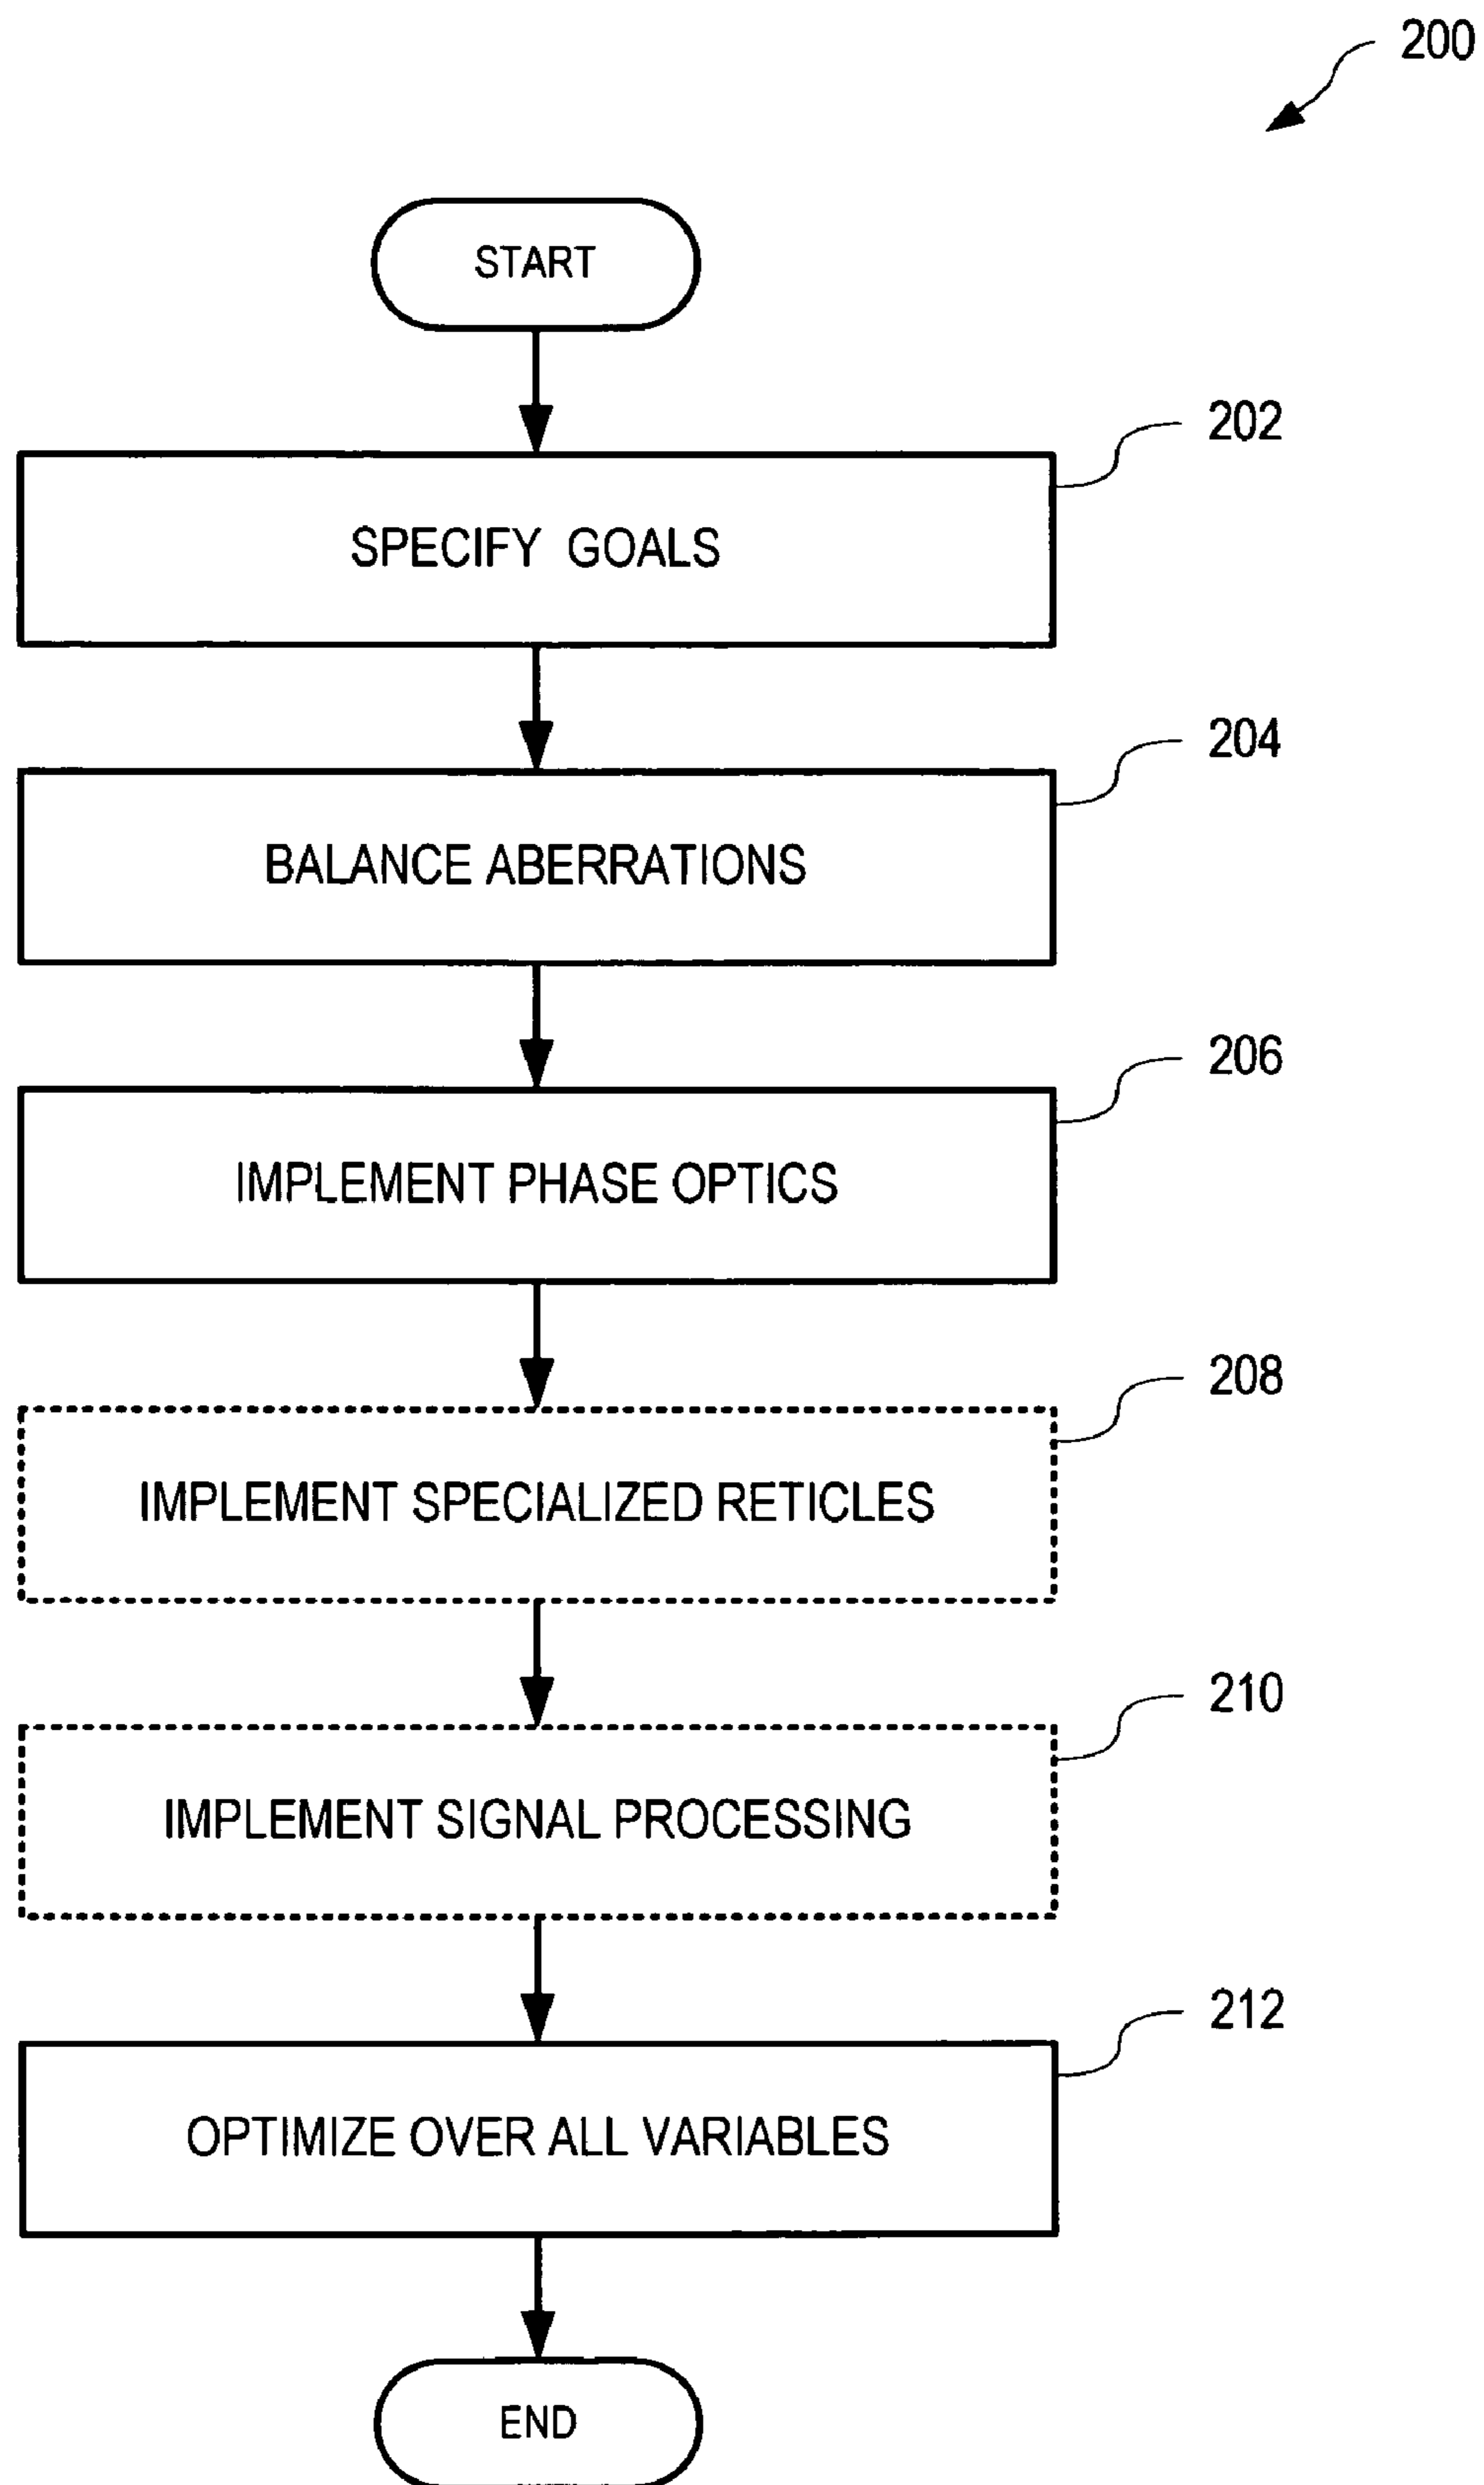 200
START
202
SPECIFY GOALS
204
BALANCE ABERRATIONS
206
IMPLEMENT PHASE OPTICS
208
IMPLEMENT SPECIALIZED RETICLES
210
IMPLEMENT SIGNAL PROCESSING
212
OPTIMIZE OVER ALL VARIABLES
END